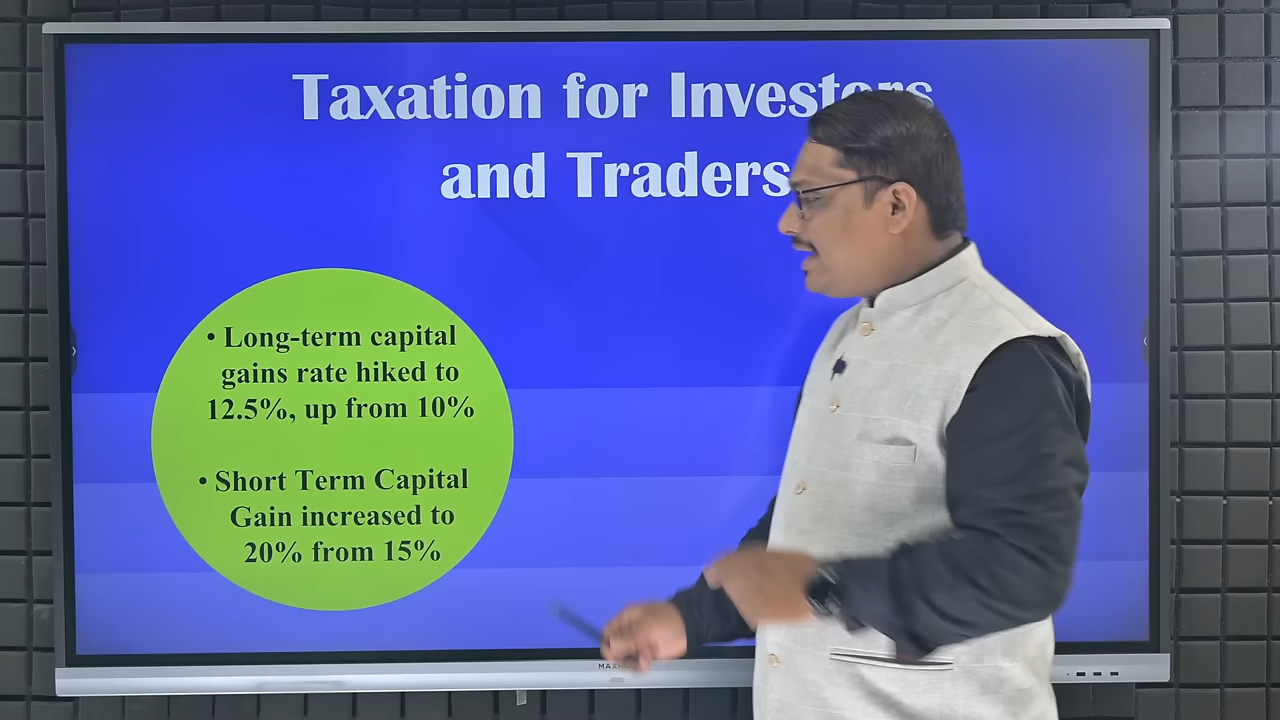 Taxation for Investors
and Traders
• Long-term capital
gains rate hiked to
12.5%, up from 10%
• Short Term Capital
Gain increased to
20% from 15%